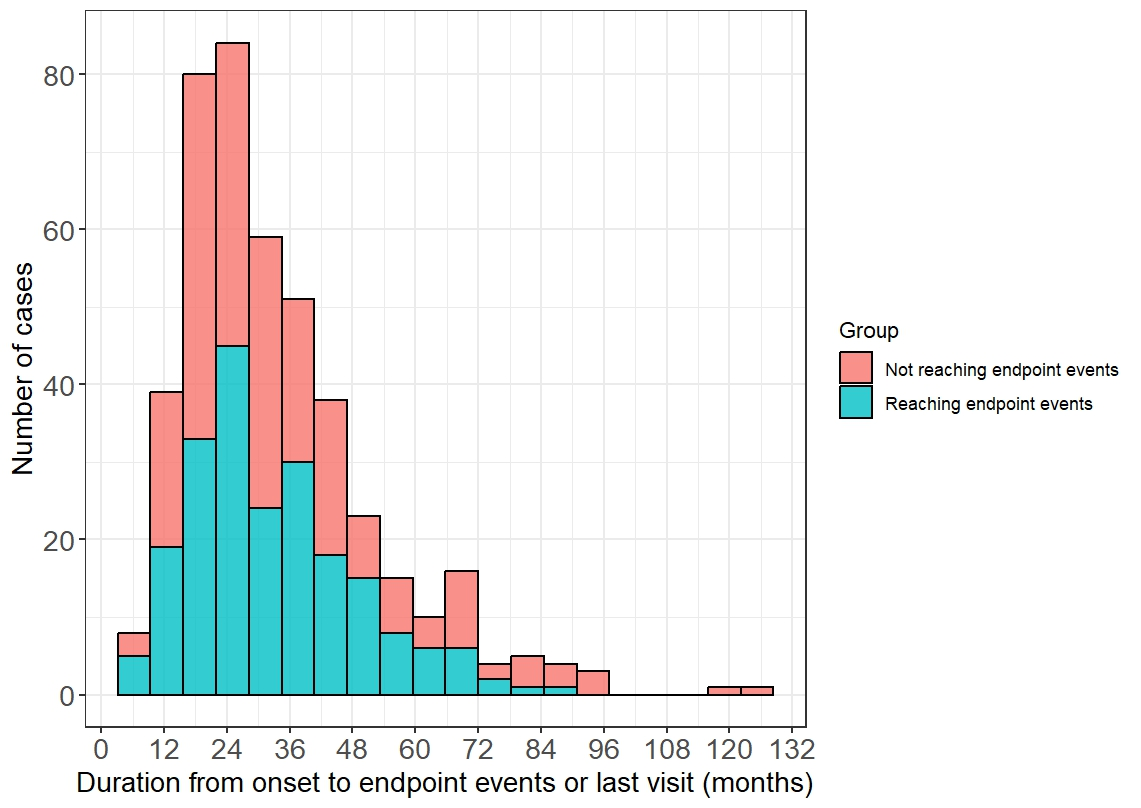 80
60
40
20
0
Number of cases
0 12 24 36 48 60 72 84 96 108 120 132
Duration from onset to endpoint events or last visit (months)
Group
Not reaching endpoint events
Reaching endpoint events